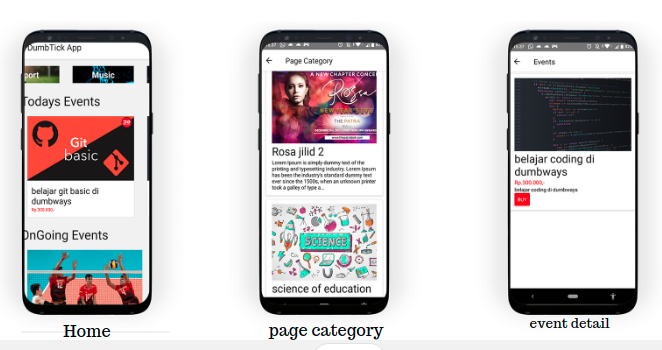 DumbTick App
port
Music
Todays Events
Git
basic
belajar git basic di
dumbways
Rp.300.000,-
OnGoing Events
Home
Page Category
A NEW CHAPTER CONCE
Rossa
THE PATRA
Rosa jilid 2
Lorem Ipsum is simply dummy text of the
printing and typesetting industry. Lorem Ipsum
has been the industry's standard dummy text
ever since the 1500s, when an unknown printer
took a galley of type a...
SCIENCE
science of education
page category
Events
belajar coding di
dumbways
Rp.300.000,-
belajar coding di dumbways
BUY
event detail